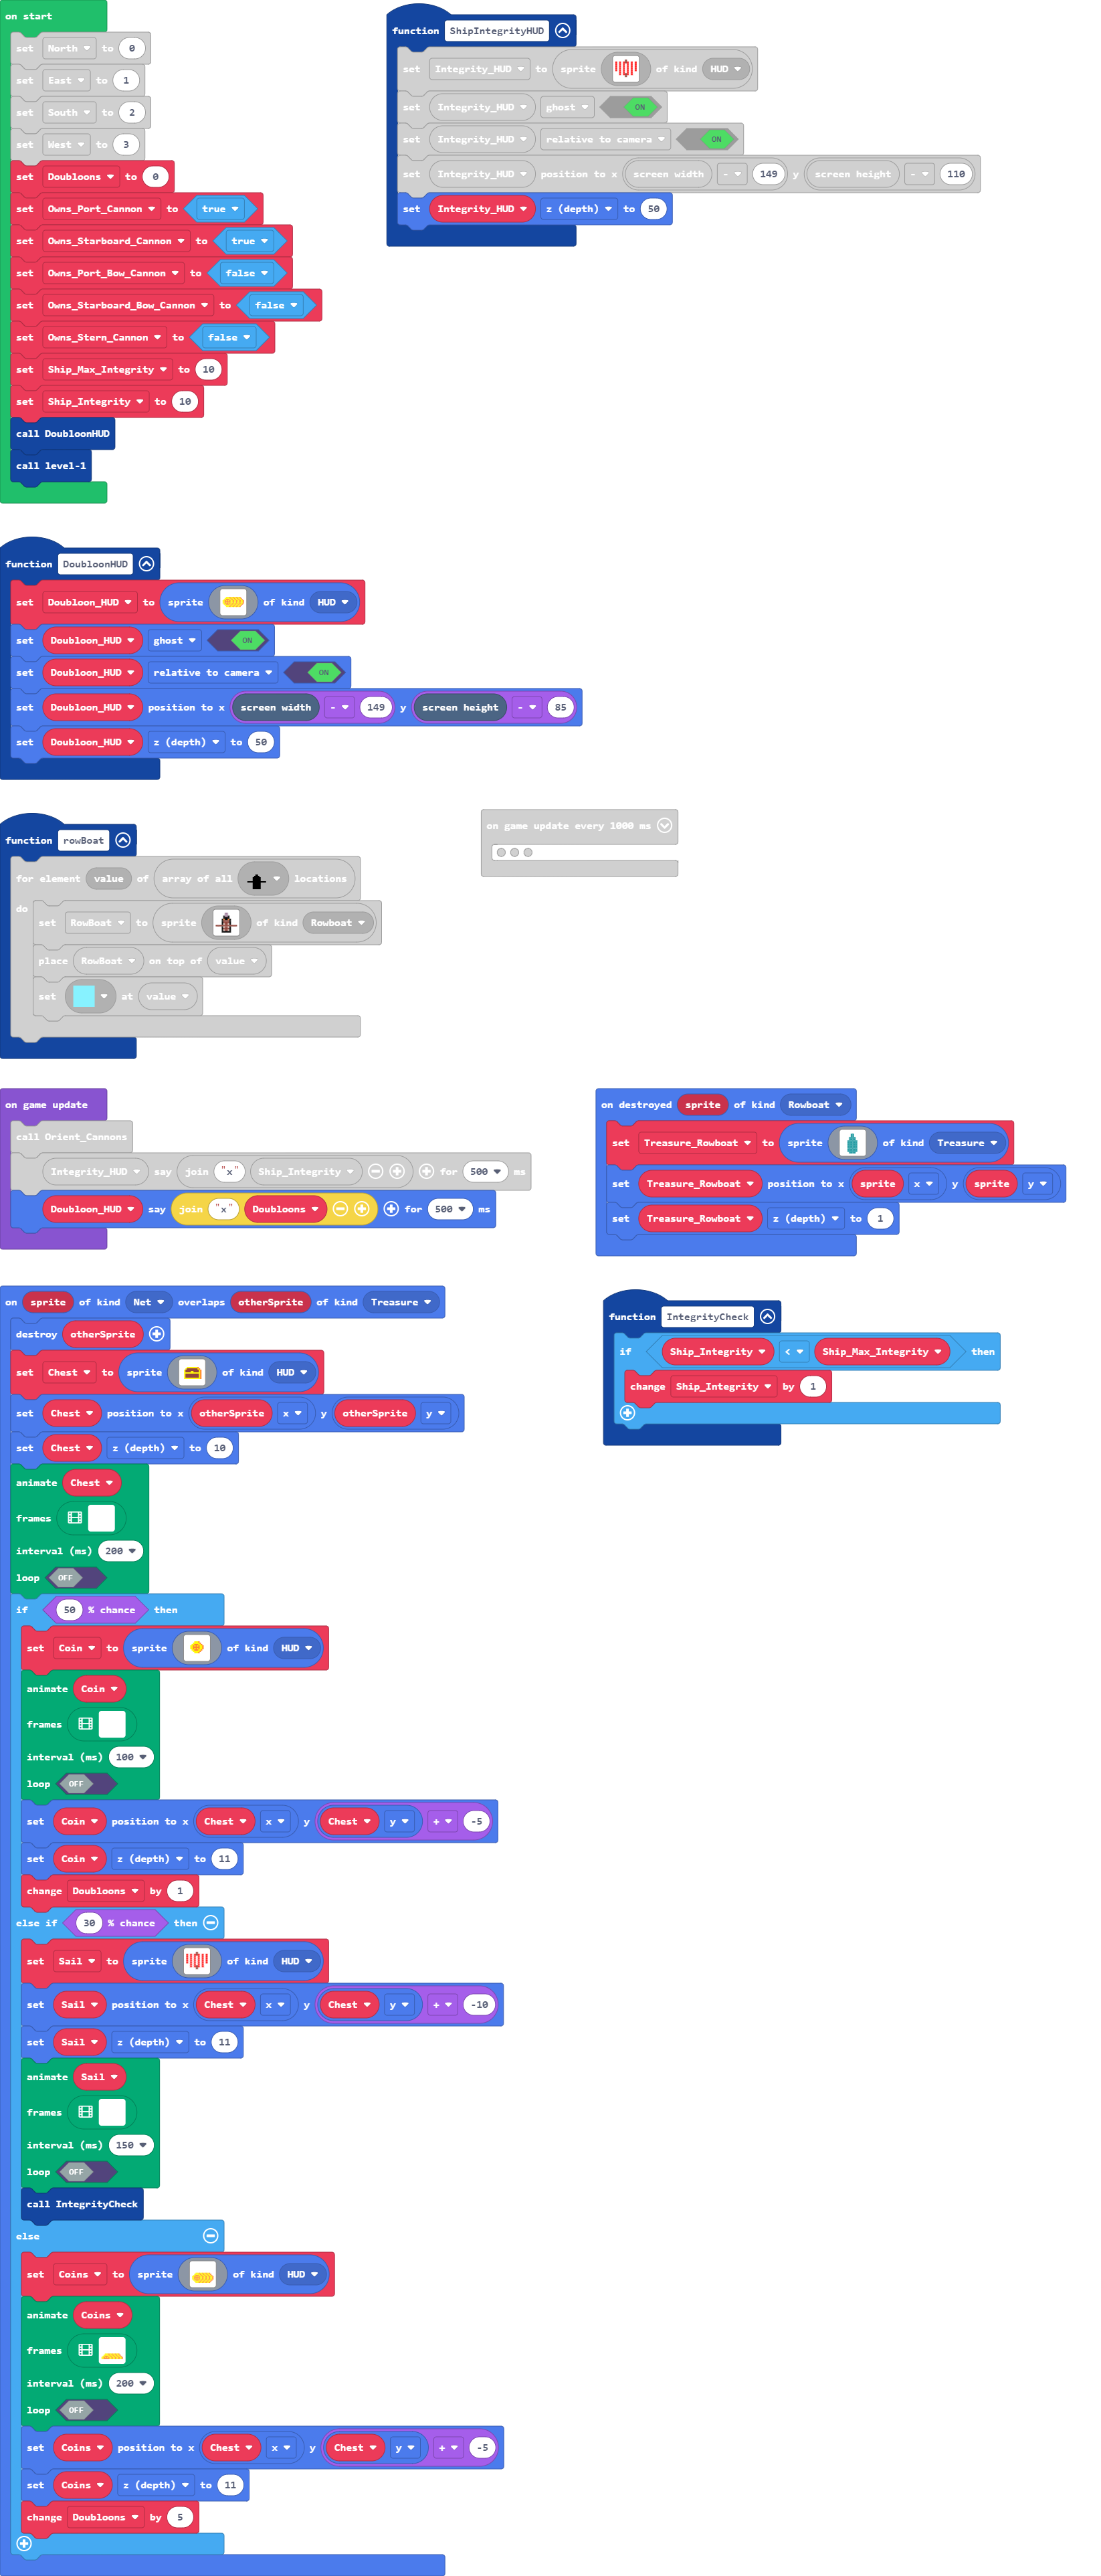 on start
set North to 0
set East to 1
set South to 2
set West to 3
set Doubloons to 0
set Owns_Port_Cannon to true
set Owns_Starboard_Cannon to true
set Owns_Port_Bow_Cannon to false
set Owns_Starboard_Bow_Cannon to false
set Owns_Stern_Cannon to false
set Ship_Max_Integrity to 10
set Ship_Integrity to 10
call DoubloonHUD
call level-1
function ShipIntegrityHUD
set Integrity_HUD to sprite of kind HUD
set Integrity_HUD ghost ON
set Integrity_HUD relative to camera ON
set Integrity_HUD position to x screen width - 149 y screen height - 110
set Integrity_HUD z (depth) to 50
function DoubloonHUD
set Doubloon_HUD to sprite of kind HUD
set Doubloon_HUD ghost ON
set Doubloon_HUD relative to camera ON
set Doubloon_HUD position to x screen width - 149 y screen height - 85
set Doubloon_HUD z (depth) to 50
function rowBoat
for element value of array of all locations
do
set RowBoat to sprite of kind Rowboat
place RowBoat on top of value
set at value
on game update every 1000 ms
on game update
call Orient_Cannons
Integrity_HUD say join "x" Ship_Integrity for 500 ms
Doubloon_HUD say join "x" Doubloons for 500 ms
on destroyed sprite of kind Rowboat
set Treasure_Rowboat to sprite of kind Treasure
set Treasure_Rowboat position to x sprite x y sprite y
set Treasure_Rowboat z (depth) to 1
on sprite of kind Net overlaps otherSprite of kind Treasure
destroy otherSprite
set Chest to sprite of kind HUD
set Chest position to x otherSprite x y otherSprite y
set Chest z (depth) to 10
animate Chest
frames
interval (ms) 200
loop OFF
if 50 % chance then
set Coin to sprite of kind HUD
animate Coin
frames
interval (ms) 100
loop OFF
set Coin position to x Chest x y Chest y + -5
set Coin z (depth) to 11
change Doubloons by 1
else if 30 % chance then
set Sail to sprite of kind HUD
set Sail position to x Chest x y Chest y + -10
set Sail z (depth) to 11
animate Sail
frames
interval (ms) 150
loop OFF
call IntegrityCheck
else
set Coins to sprite of kind HUD
animate Coins
frames
interval (ms) 200
loop OFF
set Coins position to x Chest x y Chest y + -5
set Coins z (depth) to 11
change Doubloons by 5
function IntegrityCheck
if Ship_Integrity < Ship_Max_Integrity then
change Ship_Integrity by 1